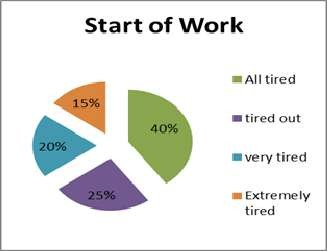 Start of Work
15%
40%
20%
25%
All tired
tired out
very tired
Extremely
tired